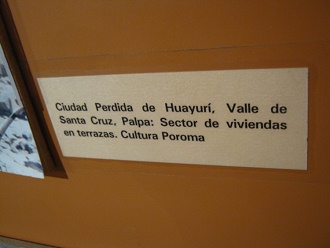 Ciudad Perdida de Huayurí, Valle de
Santa Cruz, Palpa: Sector de viviendas
en terrazas. Cultura Poroma